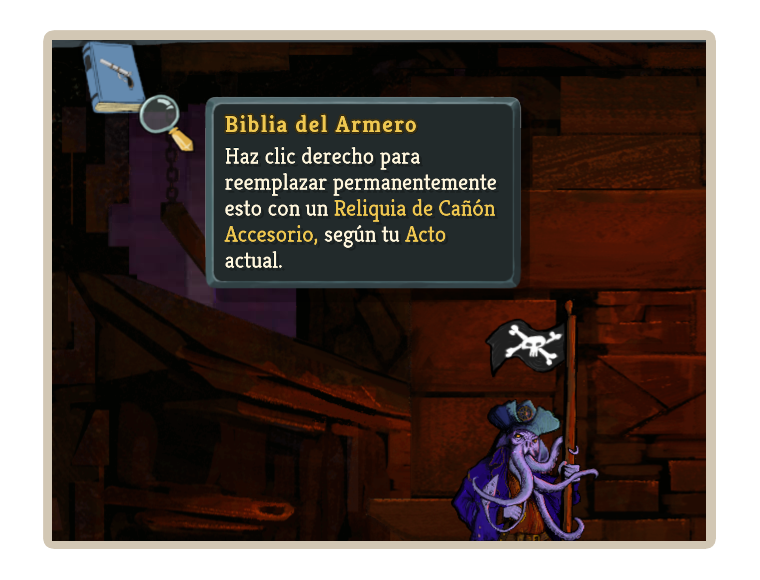 Biblia del Armero
Haz clic derecho para
reemplazar permanentemente
esto con un Reliquia de Cañón
Accesorio, según tu Acto
actual.